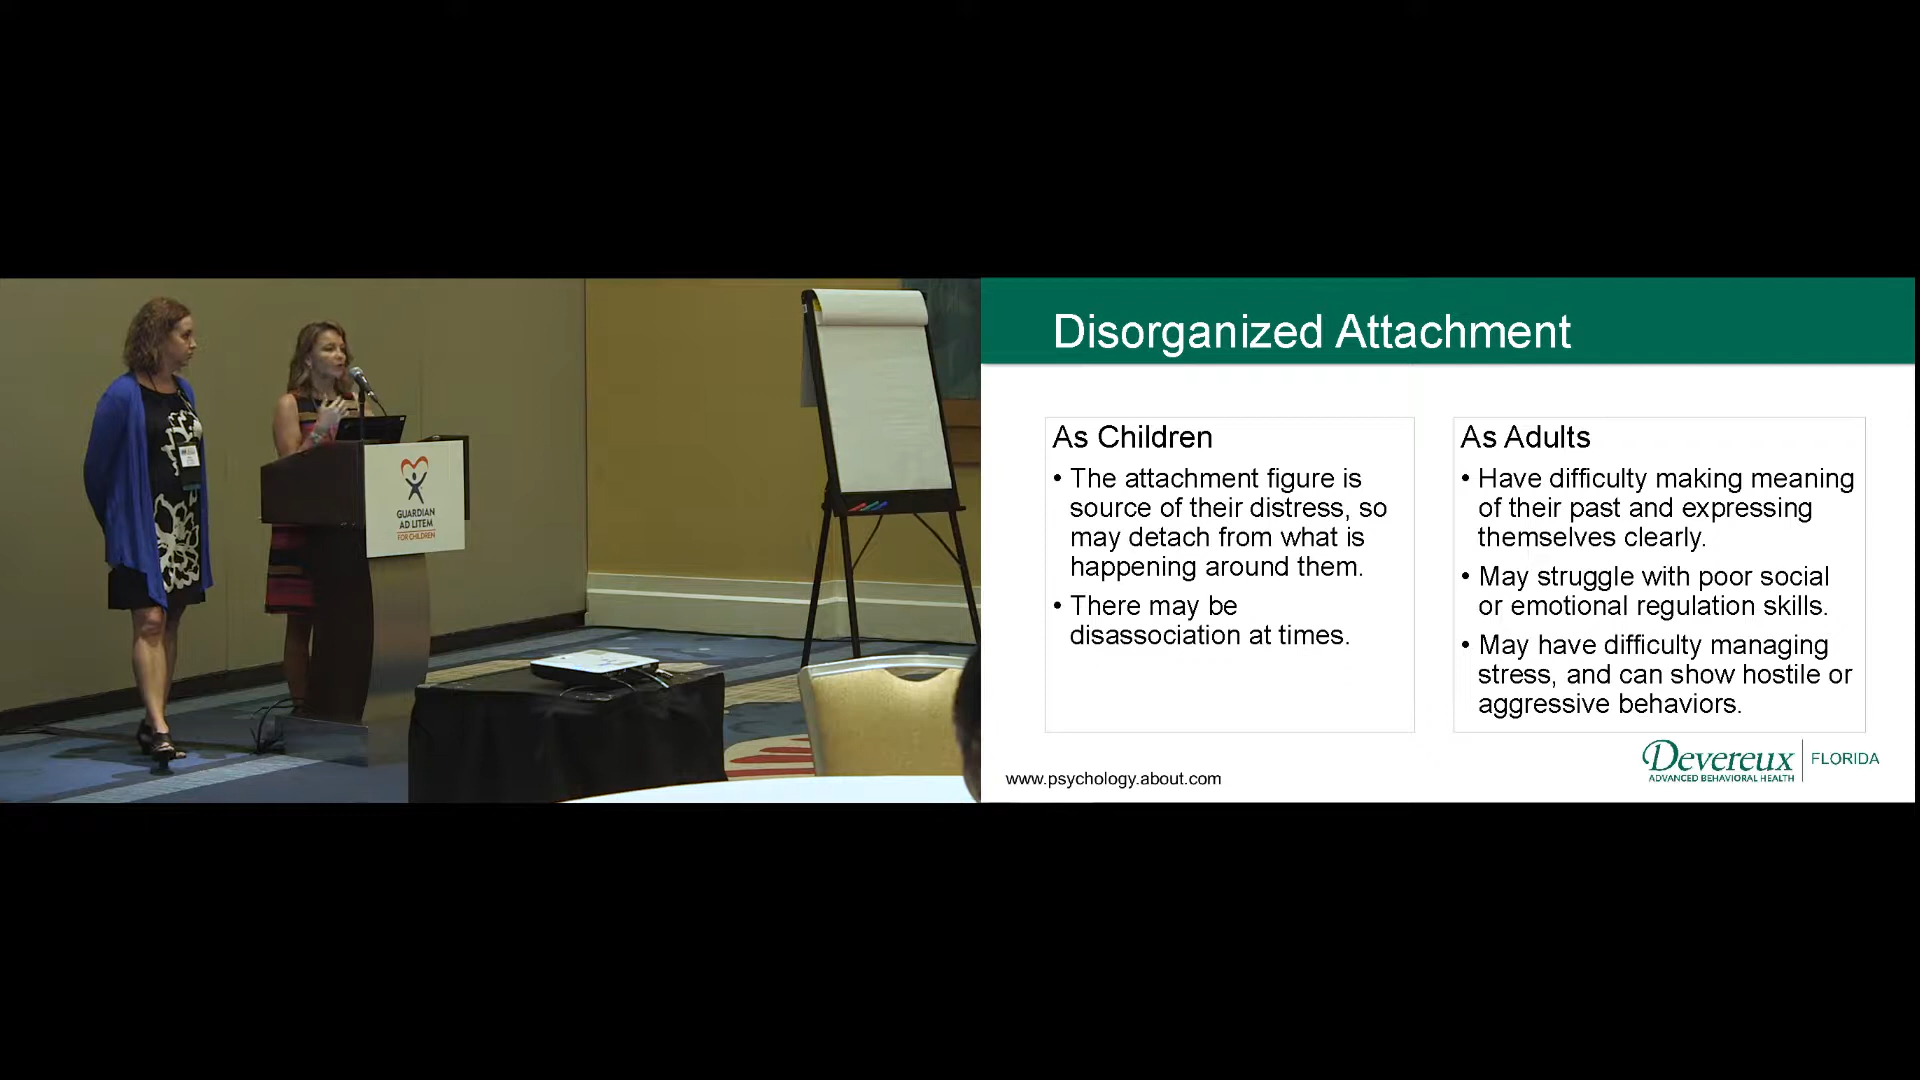 GUARDIAN
AD LITEM
FOR CHILDREN
Disorganized Attachment
As Children
• The attachment figure is
source of their distress, so
may detach from what is
happening around them.
• There may be
disassociation at times.
As Adults
• Have difficulty making meaning
of their past and expressing
themselves clearly.
• May struggle with poor social
or emotional regulation skills.
• May have difficulty managing
stress, and can show hostile or
aggressive behaviors.
www.psychology.about.com
Devereux
ADVANCED BEHAVIORAL HEALTH
FLORIDA